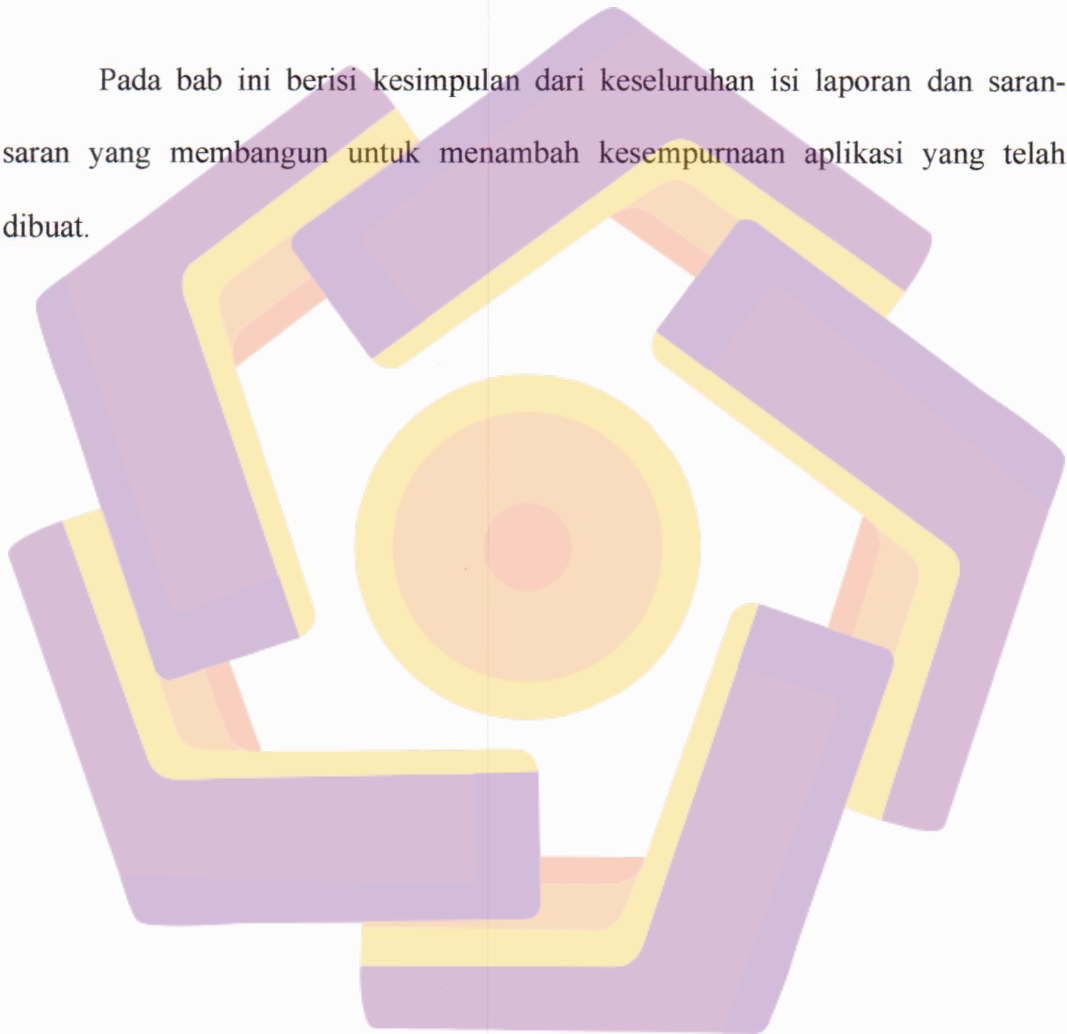 Pada bab ini berisi kesimpulan dari keseluruhan isi laporan dan saran-
saran yang membangun untuk menambah kesempurnaan aplikasi yang telah
dibuat.